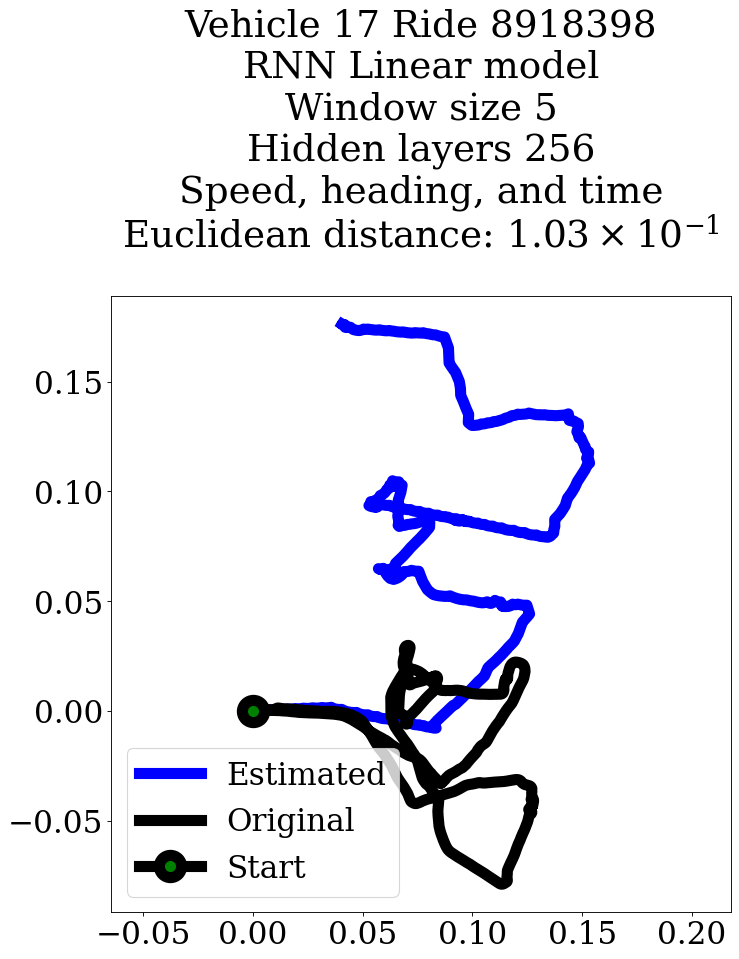 Vehicle 17 Ride 8918398
RNN Linear model
Window size 5
Hidden layers 256
Speed, heading, and time
Euclidean distance: 1.03 × 10⁻¹
0.15
0.10
0.05
0.00
−0.05
Estimated
Original
Start
−0.05 0.00 0.05 0.10 0.15 0.20